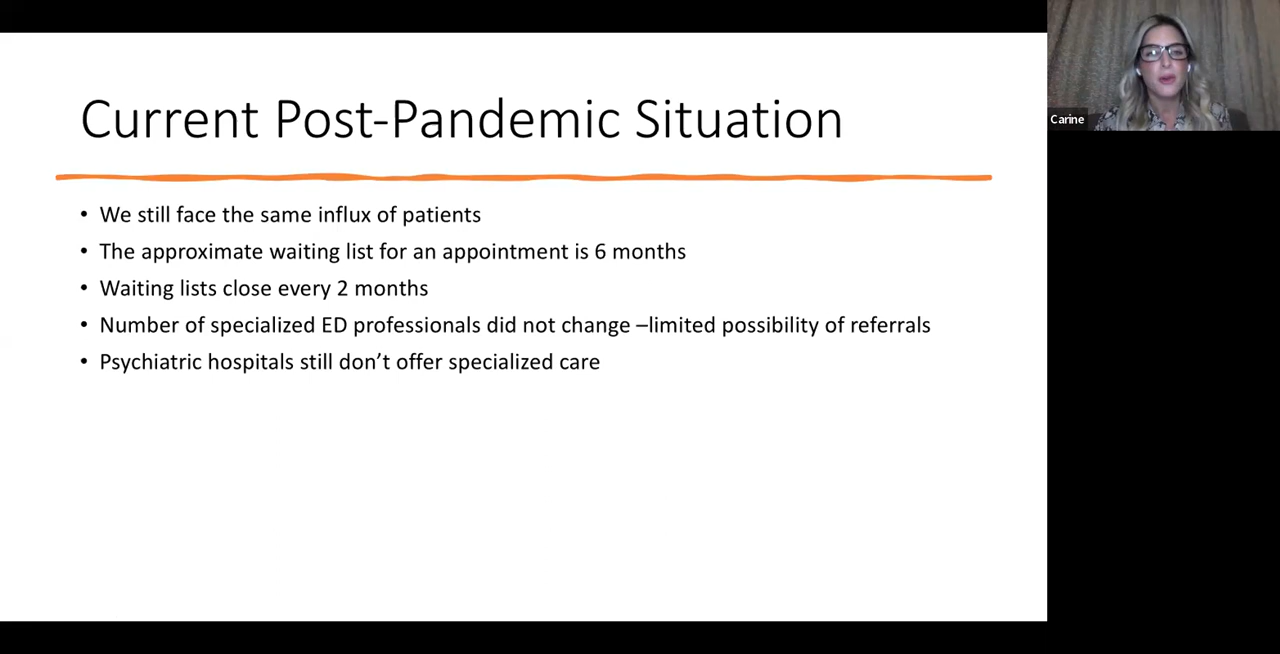 Current Post-Pandemic Situation
• We still face the same influx of patients
• The approximate waiting list for an appointment is 6 months
• Waiting lists close every 2 months
• Number of specialized ED professionals did not change –limited possibility of referrals
• Psychiatric hospitals still don’t offer specialized care
Carine